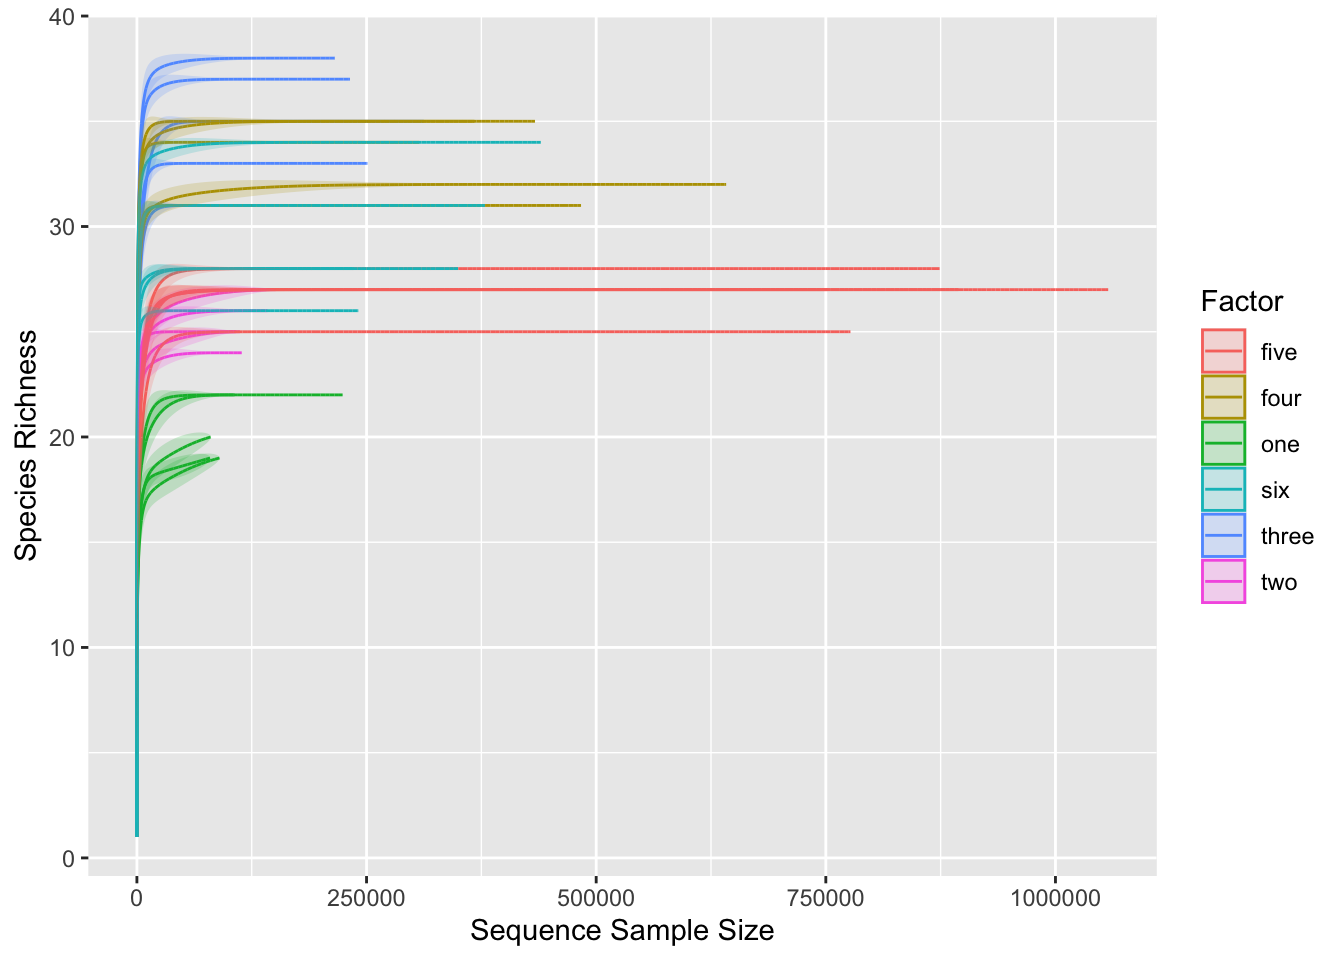 40
30
20
10
0
Species Richness
0
250000
500000
750000
1000000
Sequence Sample Size
Factor
five
four
one
six
three
two